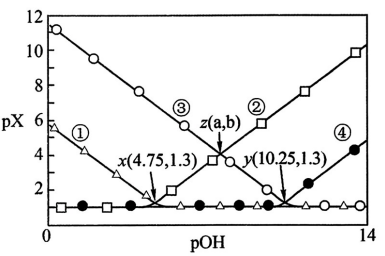 12
10
8
6
4
2
pX
①
③
②
④
z(a,b)
x(4.75,1.3)
y(10.25,1.3)
0
7
14
pOH